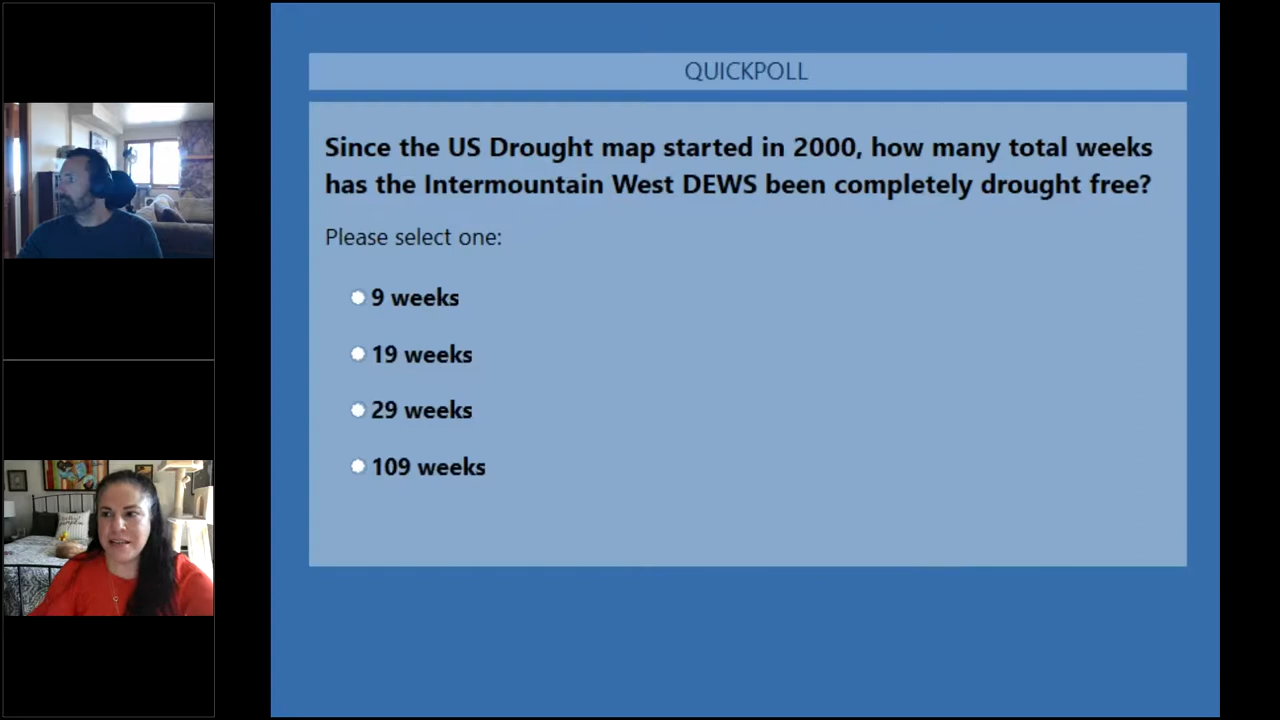 QUICKPOLL
Since the US Drought map started in 2000, how many total weeks
has the Intermountain West DEWS been completely drought free?
Please select one:
9 weeks
19 weeks
29 weeks
109 weeks